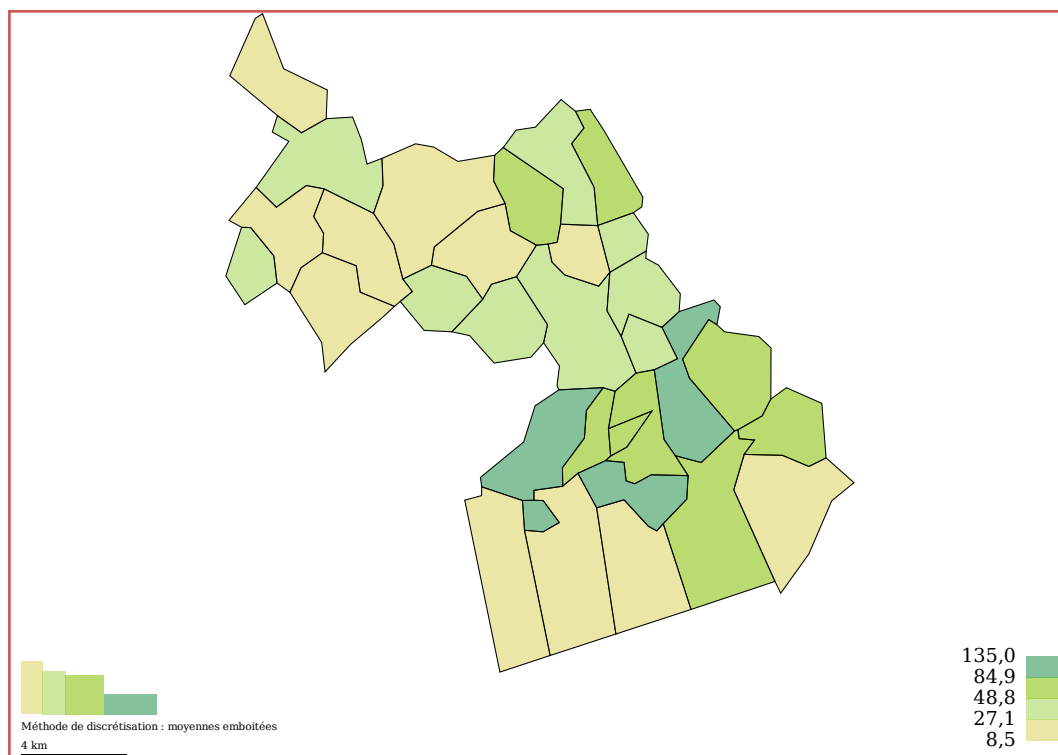 135,0
84,9
48,8
27,1
8,5
Méthode de discrétisation : moyennes emboitées
4 km